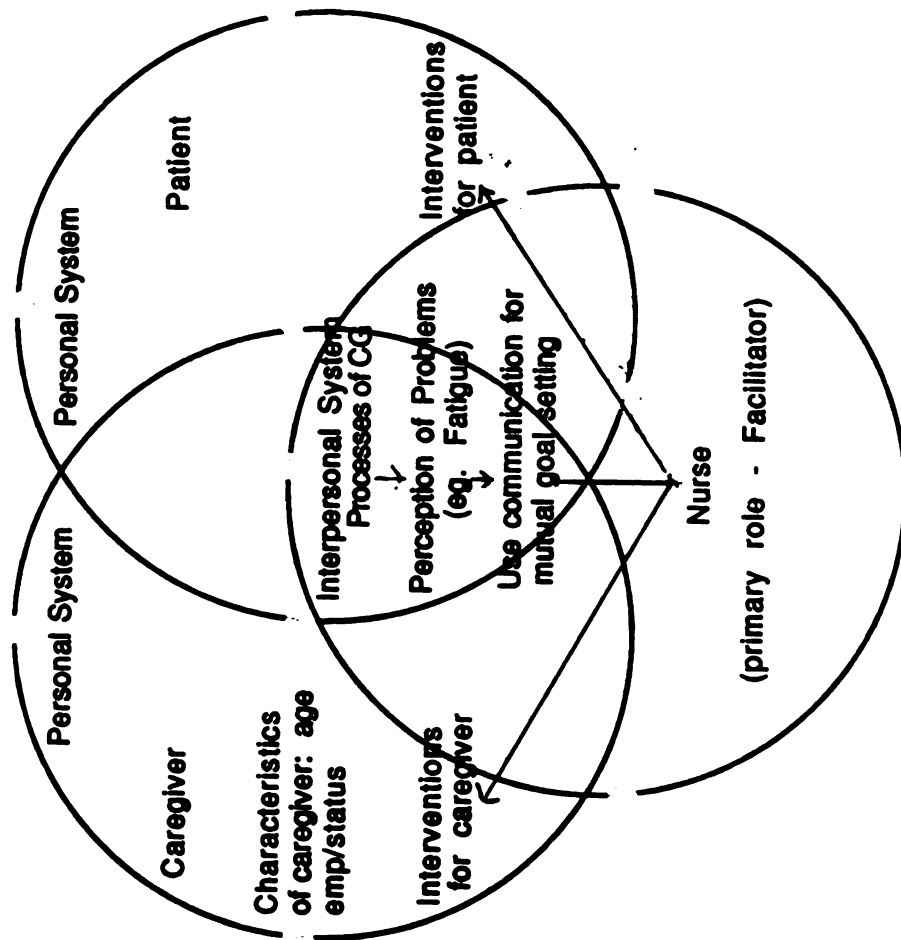 Personal System
Personal System
Caregiver
Patient
Characteristics
of caregiver: age
emp/status
Interpersonal System
Processes of CG
Perception of Problems
(eg. Fatigue)
Use communication for
mutual goal setting
Interventions
for caregiver
Interventions
for patient
Nurse
(primary role - Facilitator)